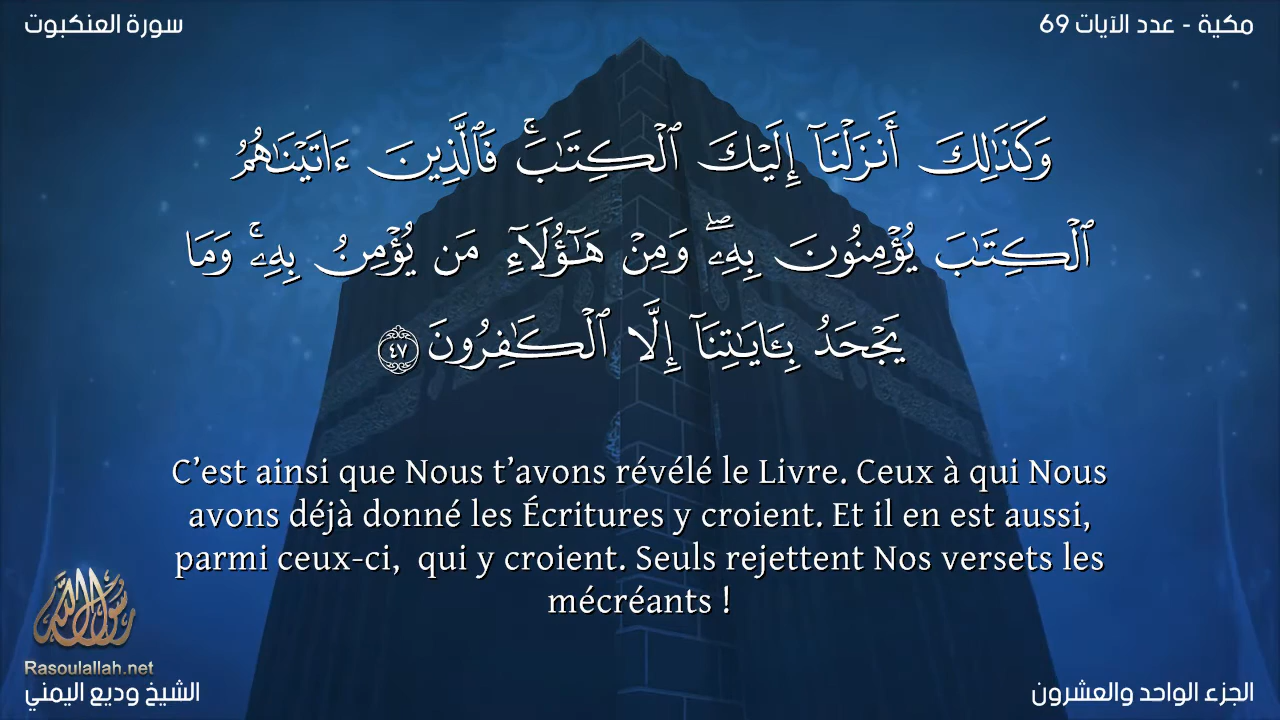 سورة العنكبوت
مكية - عدد الآيات 69
وَكَذَٰلِكَ أَنزَلْنَآ إِلَيْكَ ٱلْكِتَٰبَ ۚ فَٱلَّذِينَ ءَاتَيْنَٰهُمُ
ٱلْكِتَٰبَ يُؤْمِنُونَ بِهِۦ ۖ وَمِنْ هَٰٓؤُلَآءِ مَن يُؤْمِنُ بِهِۦ ۚ وَمَا
يَجْحَدُ بِـَٔايَٰتِنَآ إِلَّا ٱلْكَٰفِرُونَ ٤٧
C’est ainsi que Nous t’avons révélé le Livre. Ceux à qui Nous
avons déjà donné les Écritures y croient. Et il en est aussi,
parmi ceux-ci,  qui y croient. Seuls rejettent Nos versets les
mécréants !
رسول الله
Rasoulallah.net
الشيخ وديع اليمني
الجزء الواحد والعشرون